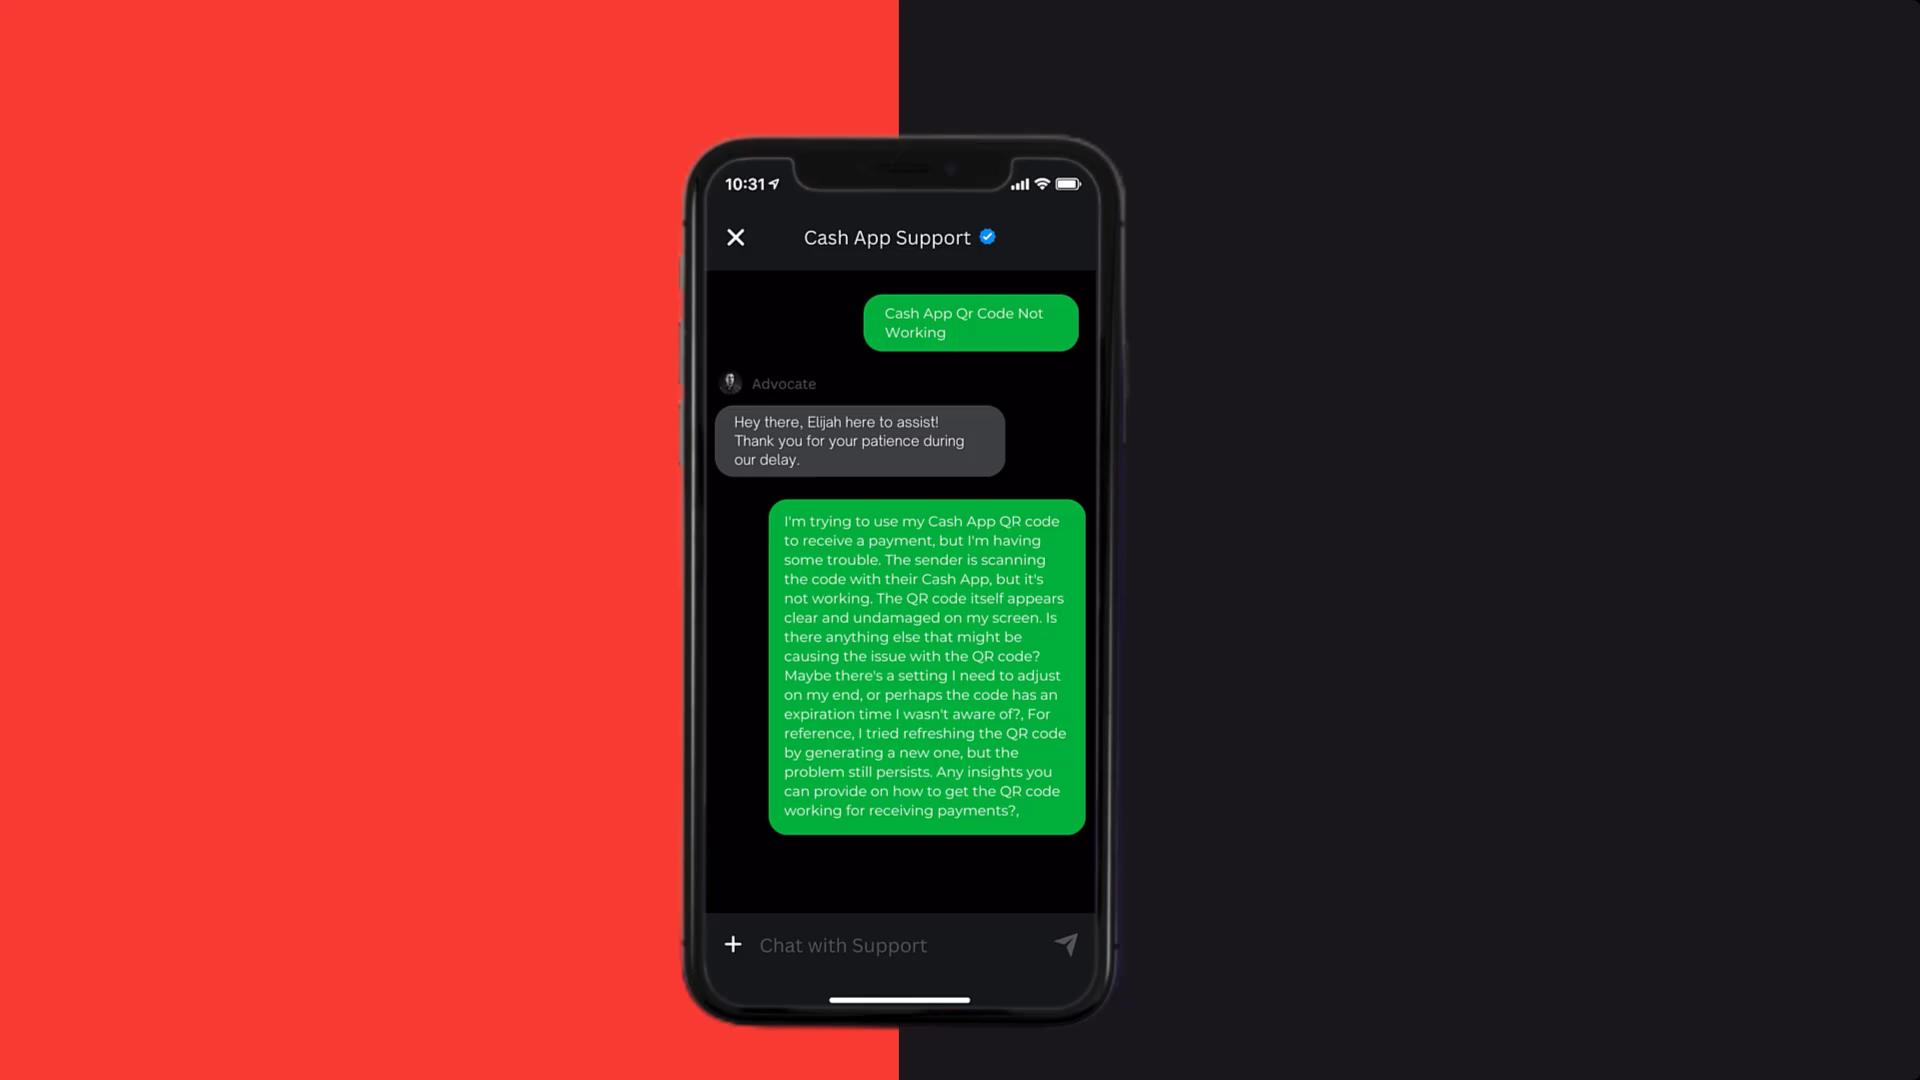 10:31
Cash App Support
Cash App Qr Code Not
Working
Advocate
Hey there, Elijah here to assist!
Thank you for your patience during
our delay.
I'm trying to use my Cash App QR code
to receive a payment, but I'm having
some trouble. The sender is scanning
the code with their Cash App, but it's
not working. The QR code itself appears
clear and undamaged on my screen. Is
there anything else that might be
causing the issue with the QR code?
Maybe there's a setting I need to adjust
on my end, or perhaps the code has an
expiration time I wasn't aware of?, For
reference, I tried refreshing the QR code
by generating a new one, but the
problem still persists. Any insights you
can provide on how to get the QR code
working for receiving payments?,
Chat with Support